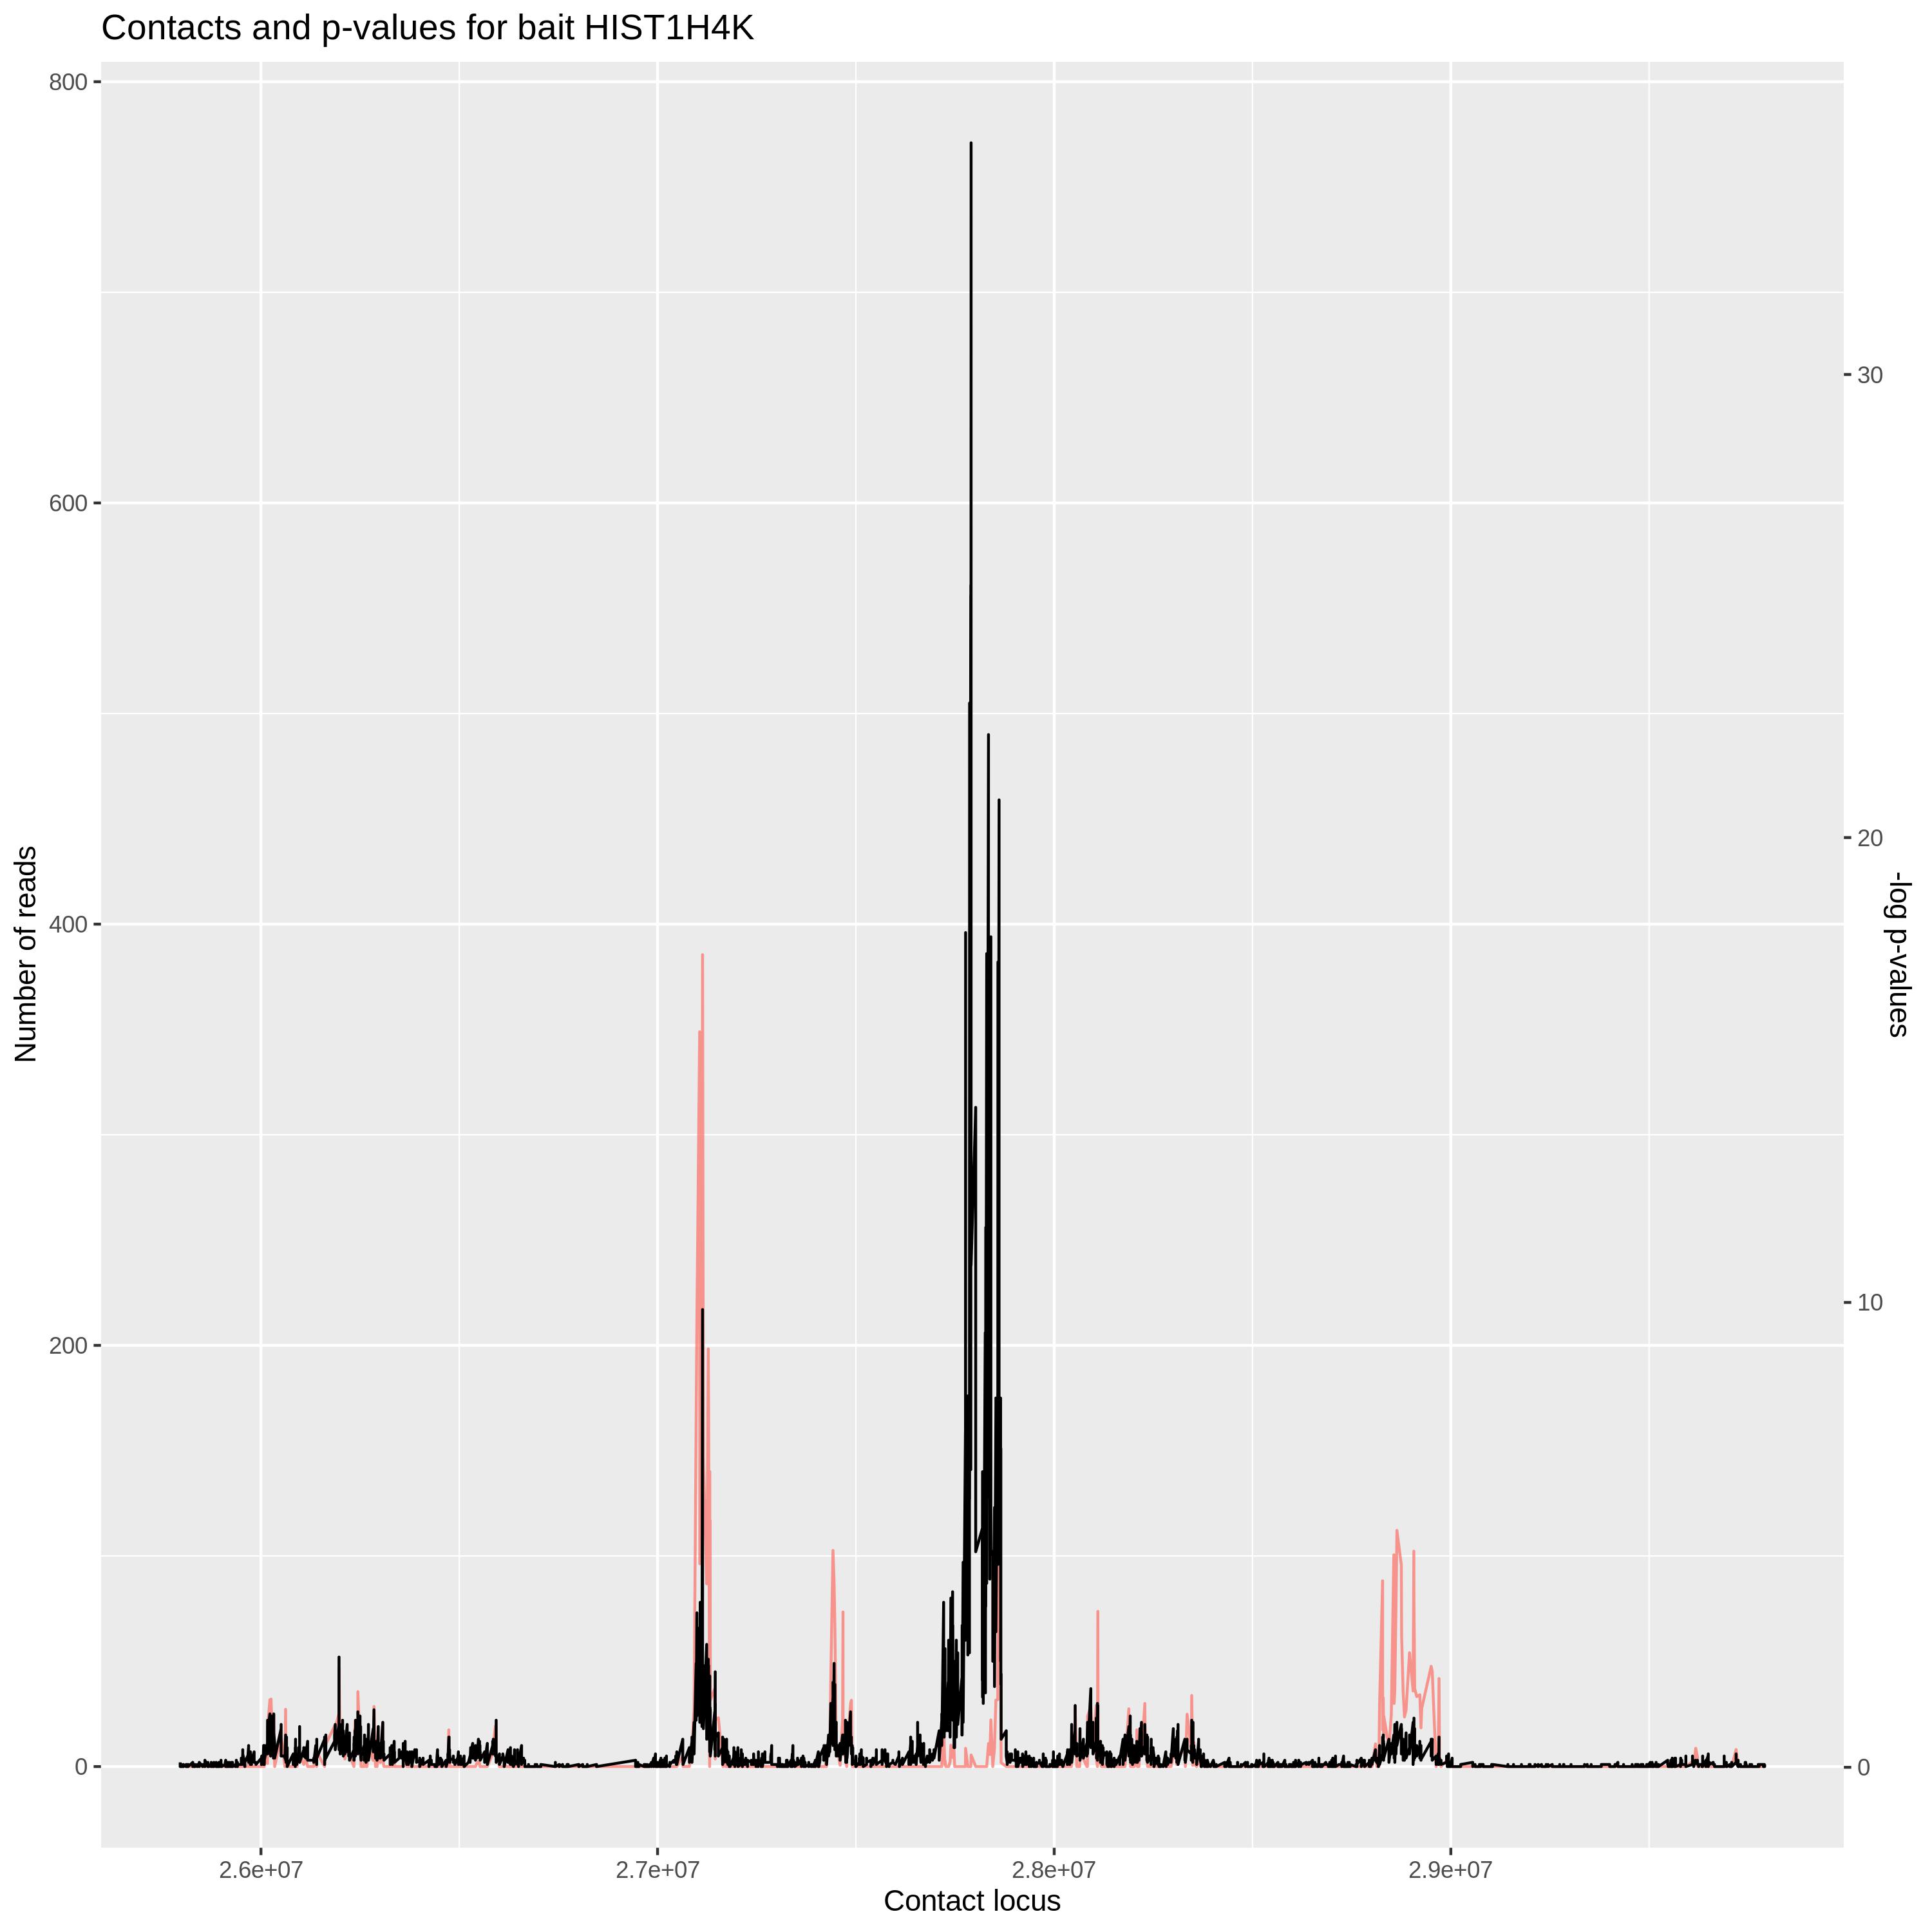 Contacts and p-values for bait HIST1H4K
800
600
400
200
0
Number of reads
30
20
10
0
-log p-values
2.6e+07
2.7e+07
2.8e+07
2.9e+07
Contact locus